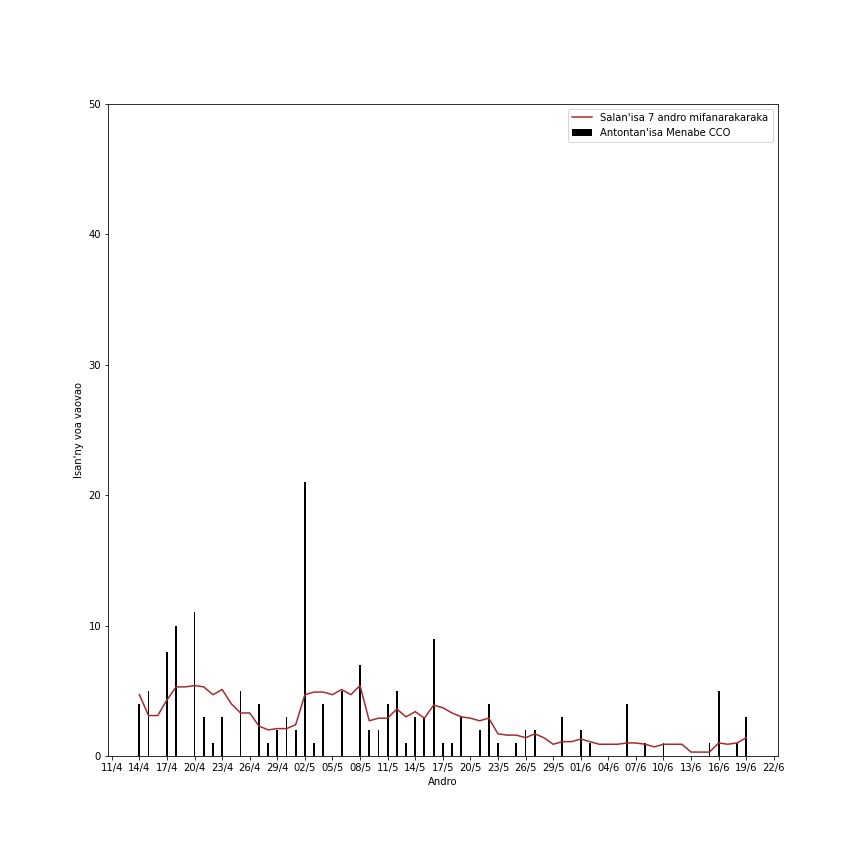 50
40
30
20
10
0
Isan'ny voa vaovao
Salan'isa 7 andro mifanarakaraka
Antontan'isa Menabe CCO
11/4 14/4 17/4 20/4 23/4 26/4 29/4 02/5 05/5 08/5 11/5 14/5 17/5 20/5 23/5 26/5 29/5 01/6 04/6 07/6 10/6 13/6 16/6 19/6 22/6
Andro